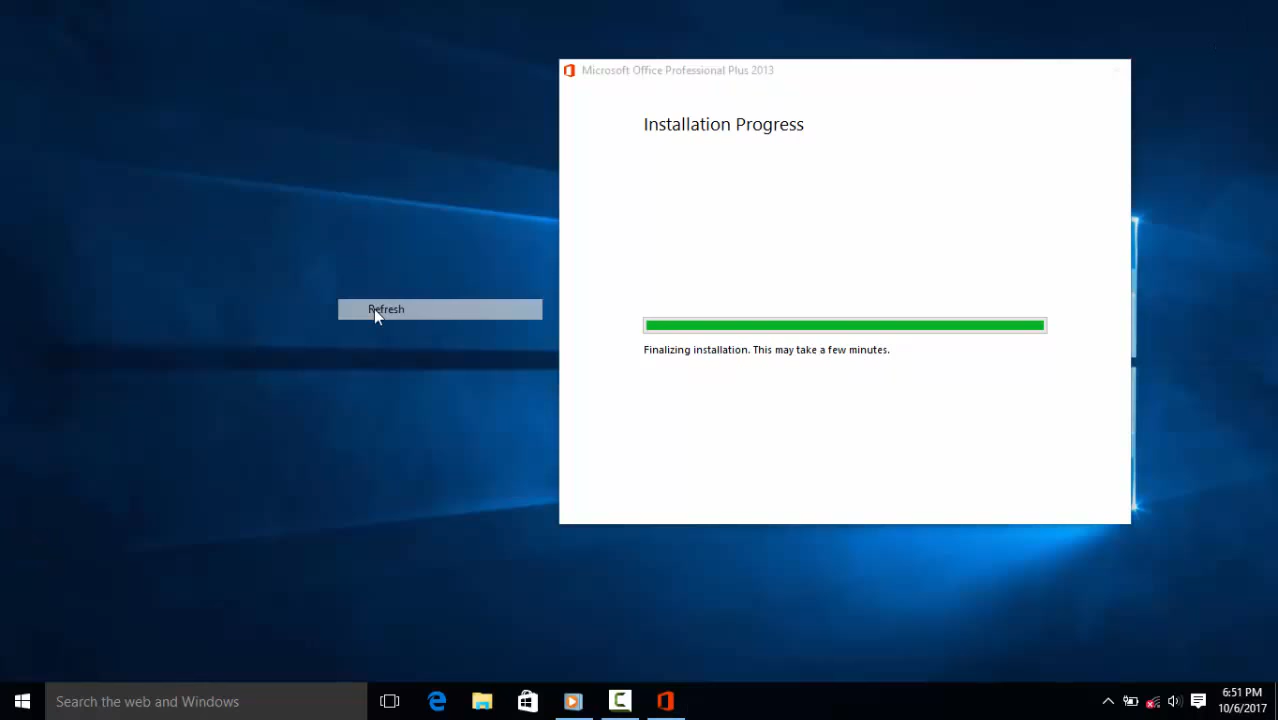 Microsoft Office Professional Plus 2013
Installation Progress
Refresh
Finalizing installation. This may take a few minutes.
Search the web and Windows
6:51 PM
10/6/2017